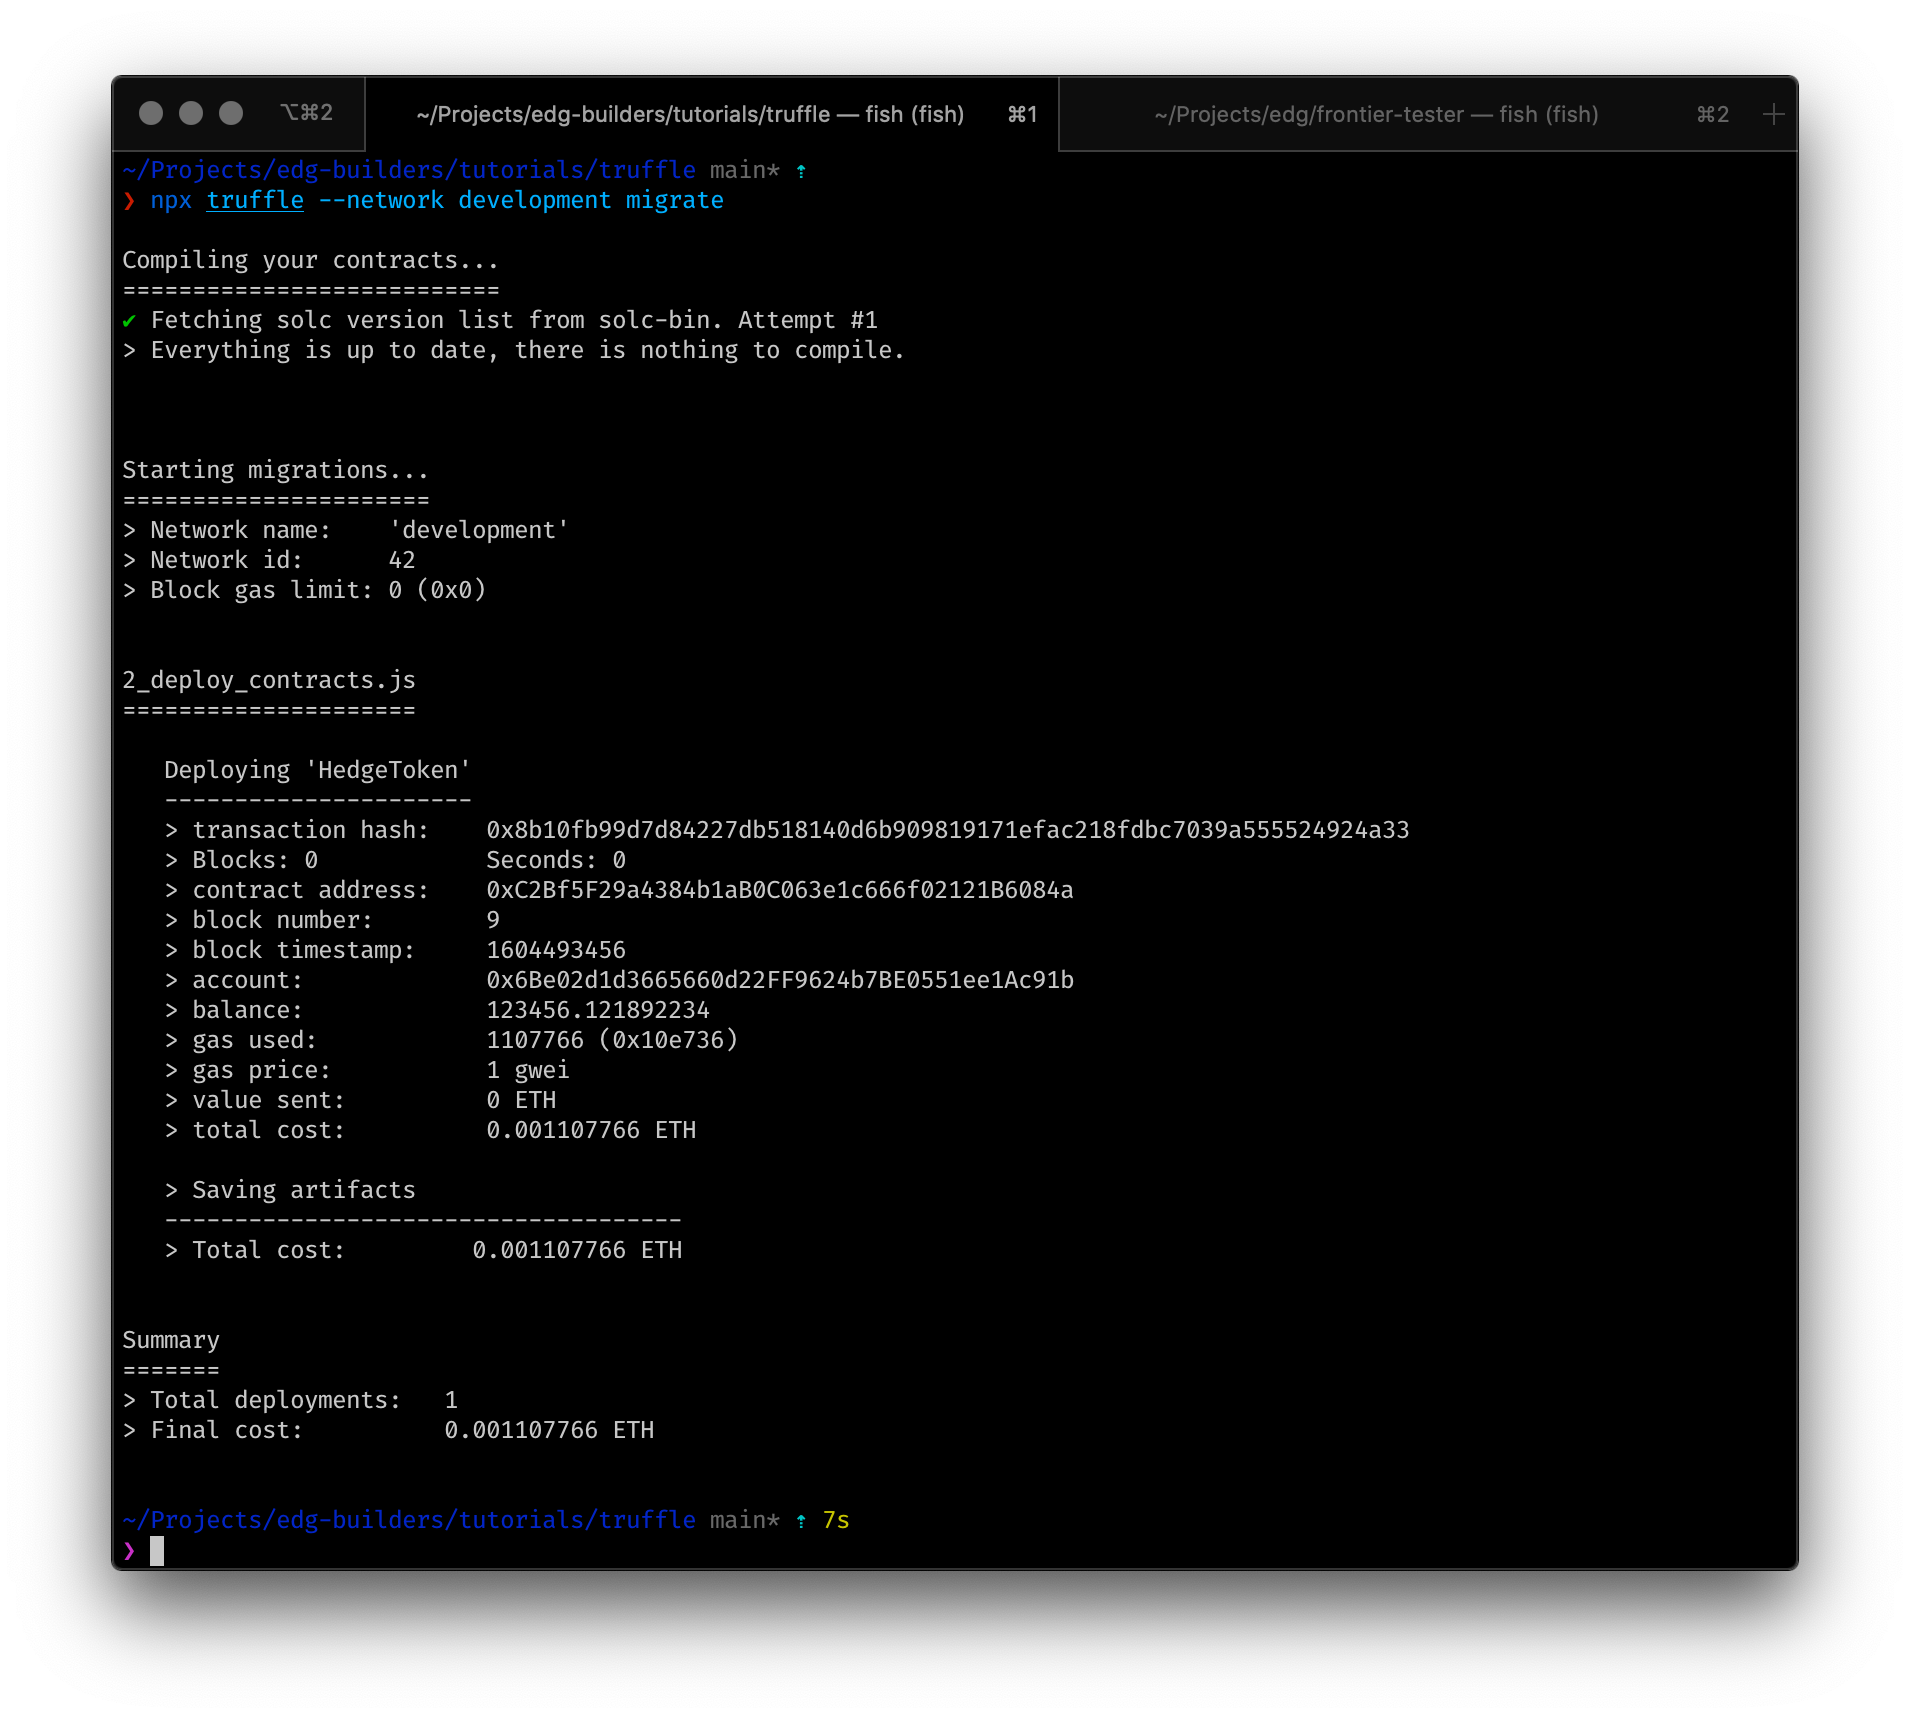 ⌥⌘2 ~/Projects/edg-builders/tutorials/truffle — fish (fish) ⌘1 ~/Projects/edg/frontier-tester — fish (fish) ⌘2 +
~/Projects/edg-builders/tutorials/truffle main* ⇡
❯ npx truffle --network development migrate
Compiling your contracts...
===========================
✔ Fetching solc version list from solc-bin. Attempt #1
> Everything is up to date, there is nothing to compile.
Starting migrations...
======================
> Network name:    'development'
> Network id:      42
> Block gas limit: 0 (0x0)
2_deploy_contracts.js
=====================
   Deploying 'HedgeToken'
   ----------------------
   > transaction hash:    0x8b10fb99d7d84227db518140d6b909819171efac218fdbc7039a555524924a33
   > Blocks: 0            Seconds: 0
   > contract address:    0xC2Bf5F29a4384b1aB0C063e1c666f02121B6084a
   > block number:        9
   > block timestamp:     1604493456
   > account:             0x6Be02d1d3665660d22FF9624b7BE0551ee1Ac91b
   > balance:             123456.121892234
   > gas used:            1107766 (0x10e736)
   > gas price:           1 gwei
   > value sent:          0 ETH
   > total cost:          0.001107766 ETH
   > Saving artifacts
   -------------------------------------
   > Total cost:         0.001107766 ETH
Summary
=======
> Total deployments:   1
> Final cost:          0.001107766 ETH
~/Projects/edg-builders/tutorials/truffle main* ⇡ 7s
❯